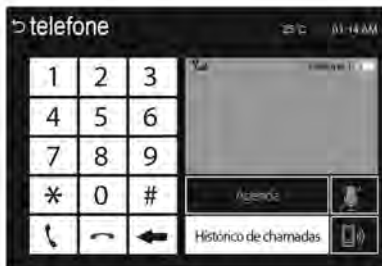 telefone 25°C 01:14 AM
1 2 3
4 5 6
7 8 9
* 0 #
Agenda
Histórico de chamadas